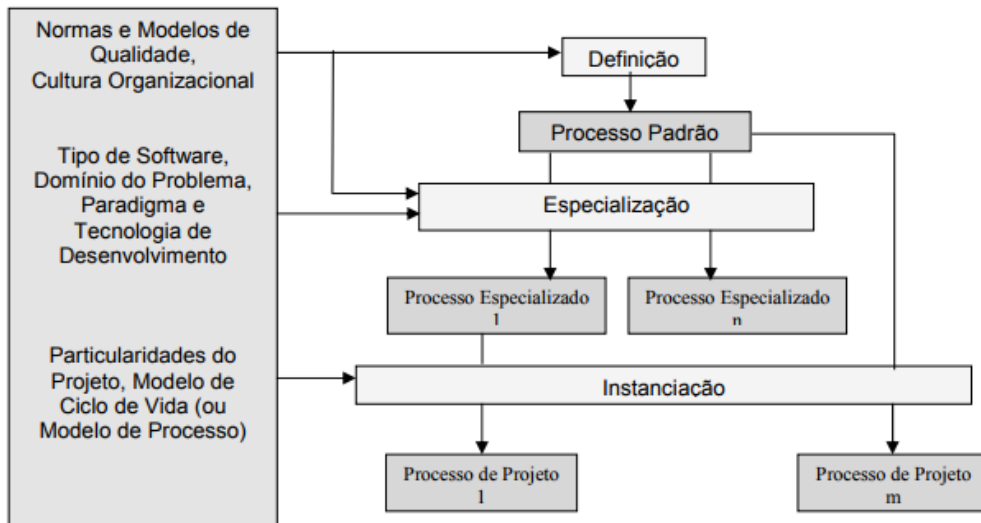 Normas e Modelos de
Qualidade,
Cultura Organizacional
Tipo de Software,
Domínio do Problema,
Paradigma e
Tecnologia de
Desenvolvimento
Particularidades do
Projeto, Modelo de
Ciclo de Vida (ou
Modelo de Processo)
Definição
Processo Padrão
Especialização
Processo Especializado
1
Processo Especializado
n
Instanciação
Processo de Projeto
1
Processo de Projeto
m